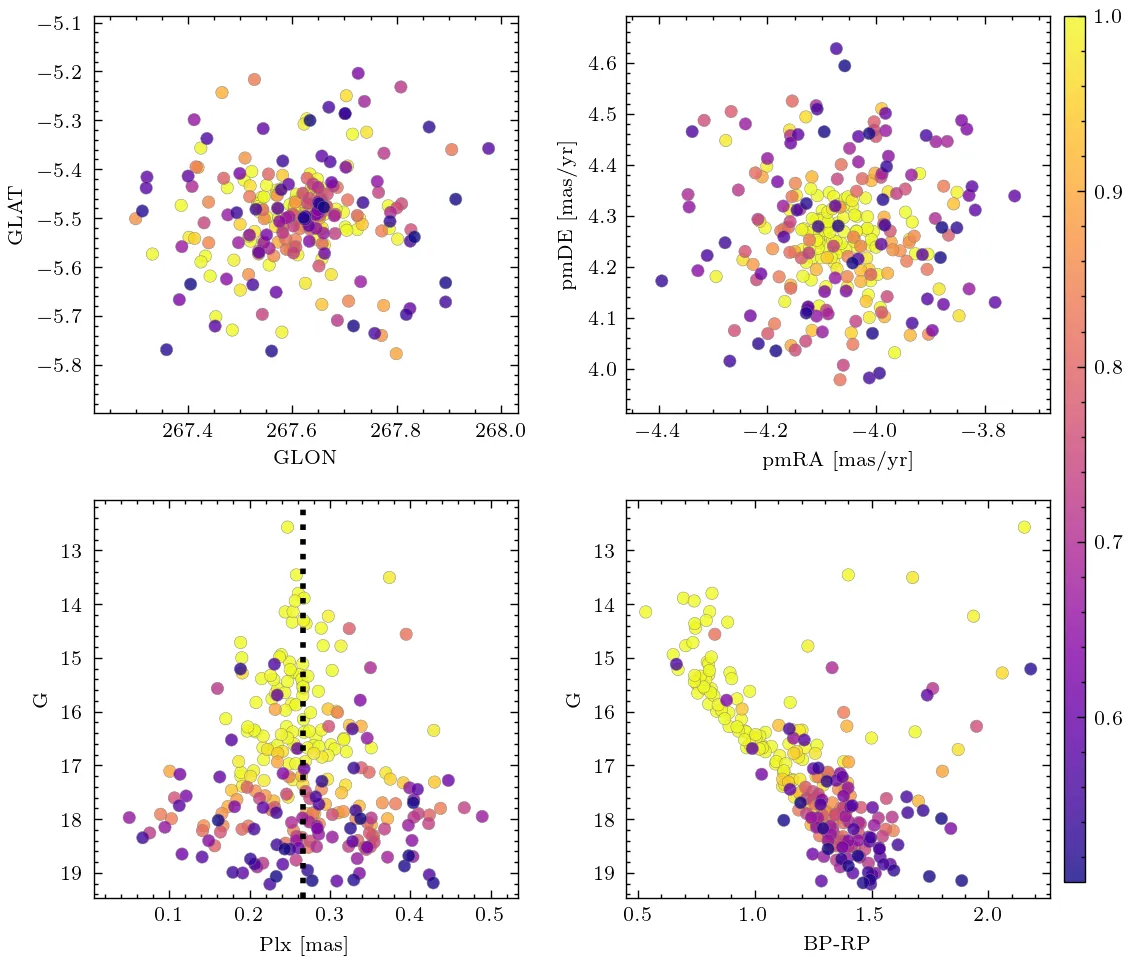 −5.1
−5.2
−5.3
−5.4
−5.5
−5.6
−5.7
−5.8
GLAT
267.4 267.6 267.8 268.0
GLON
4.6
4.5
4.4
4.3
4.2
4.1
4.0
pmDE [mas/yr]
−4.4 −4.2 −4.0 −3.8
pmRA [mas/yr]
1.0
0.9
0.8
0.7
0.6
13
14
15
16
17
18
19
G
0.1 0.2 0.3 0.4 0.5
Plx [mas]
13
14
15
16
17
18
19
G
0.5 1.0 1.5 2.0
BP-RP